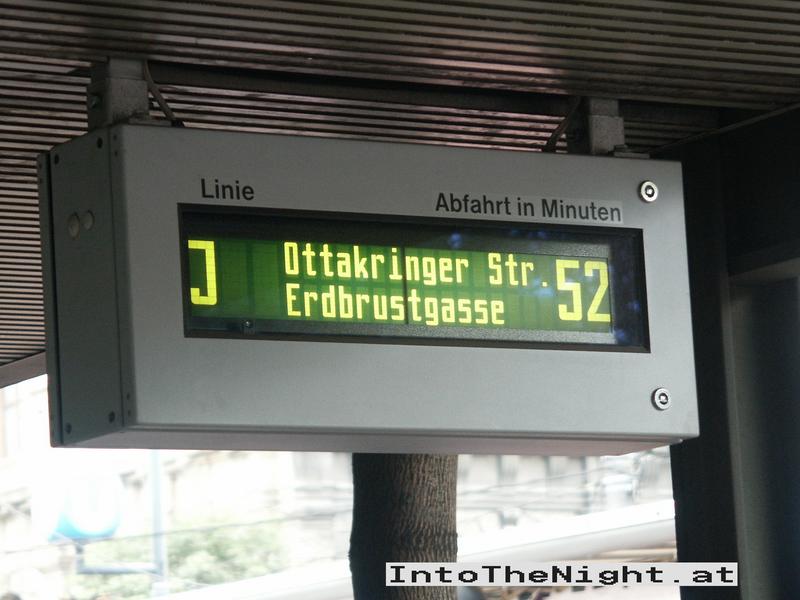 Linie Abfahrt in Minuten
J Ottakringer Str. 52
Erdbrustgasse
IntoTheNight.at